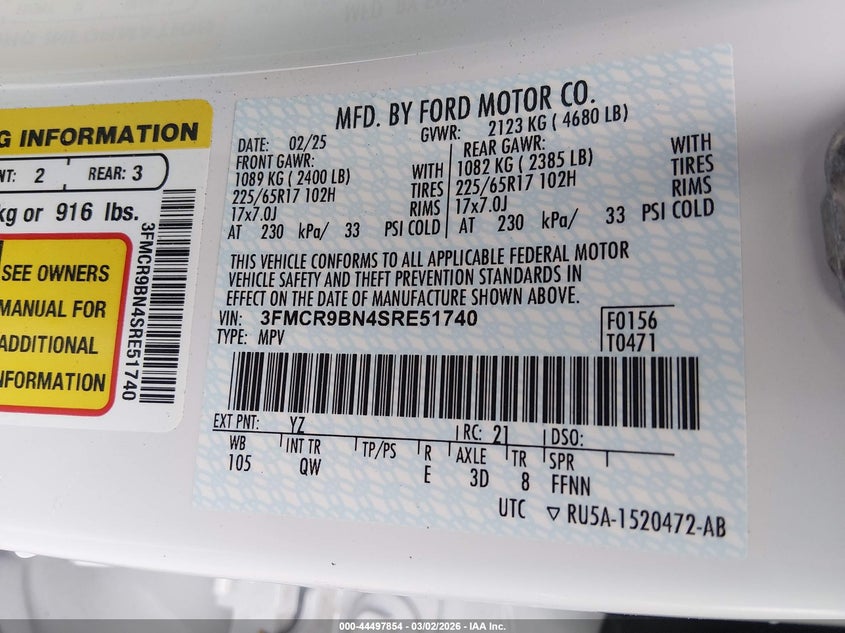 G INFORMATION
NT: 2 REAR: 3
kg or 916 lbs.
SEE OWNERS
MANUAL FOR
ADDITIONAL
INFORMATION
3FMCR9BN4SRE51740
MFD. BY FORD MOTOR CO.
DATE: 02/25 GVWR: 2123 KG ( 4680 LB)
FRONT GAWR: REAR GAWR:
1089 KG ( 2400 LB) WITH 1082 KG ( 2385 LB) WITH
225/65R17 102H TIRES 225/65R17 102H TIRES
17x7.0J RIMS 17x7.0J RIMS
AT 230 kPa/ 33 PSI COLD AT 230 kPa/ 33 PSI COLD
THIS VEHICLE CONFORMS TO ALL APPLICABLE FEDERAL MOTOR
VEHICLE SAFETY AND THEFT PREVENTION STANDARDS IN
EFFECT ON THE DATE OF MANUFACTURE SHOWN ABOVE.
VIN: 3FMCR9BN4SRE51740 F0156
TYPE: MPV T0471
EXT PNT: YZ RC: 21 DSO:
WB INT TR TP/PS R AXLE TR SPR
105 QW E 3D 8 FFNN
UTC ▽ RU5A-1520472-AB
000-44497854 | 03/02/2026 | IAA Inc.